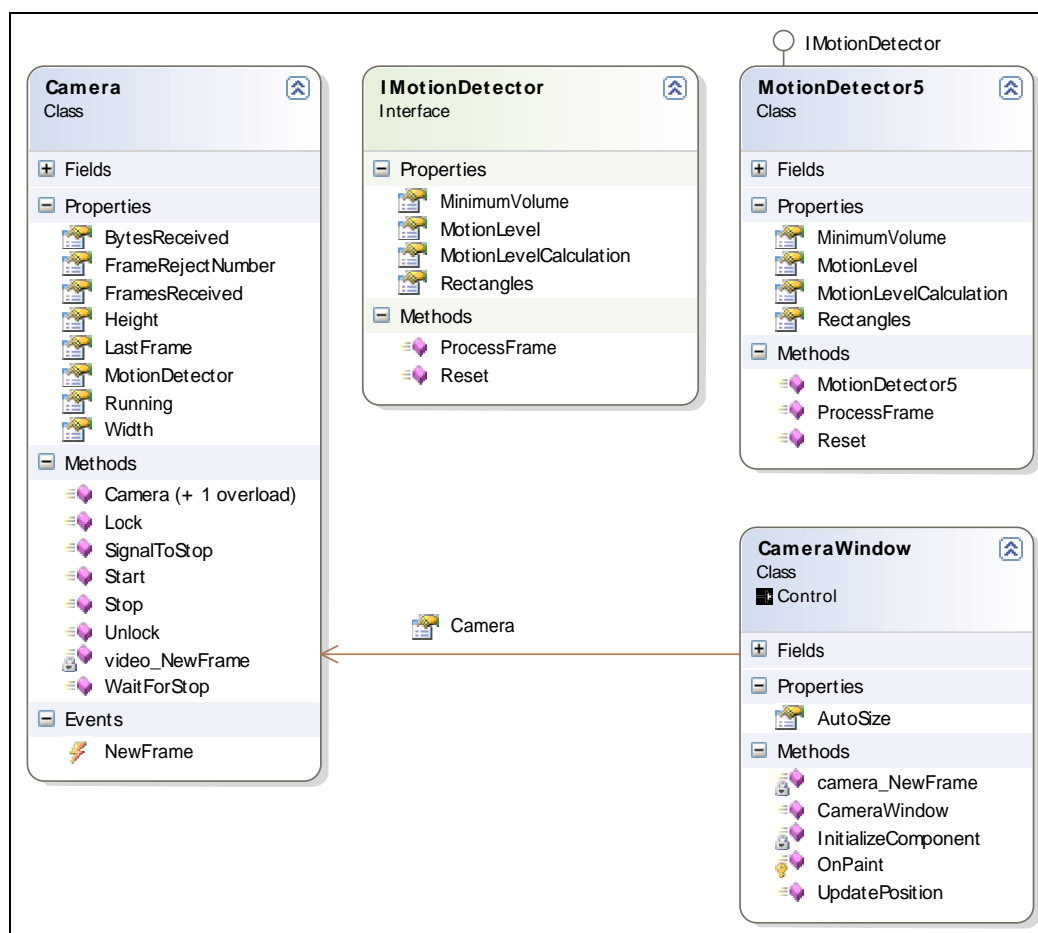 Camera
Class
Fields
Properties
BytesReceived
FrameRejectNumber
FramesReceived
Height
LastFrame
MotionDetector
Running
Width
Methods
Camera (+ 1 overload)
Lock
SignalToStop
Start
Stop
Unlock
video_NewFrame
WaitForStop
Events
NewFrame
IMotionDetector
Interface
Properties
MinimumVolume
MotionLevel
MotionLevelCalculation
Rectangles
Methods
ProcessFrame
Reset
IMotionDetector
MotionDetector5
Class
Fields
Properties
MinimumVolume
MotionLevel
MotionLevelCalculation
Rectangles
Methods
MotionDetector5
ProcessFrame
Reset
Camera
CameraWindow
Class
Control
Fields
Properties
AutoSize
Methods
camera_NewFrame
CameraWindow
InitializeComponent
OnPaint
UpdatePosition